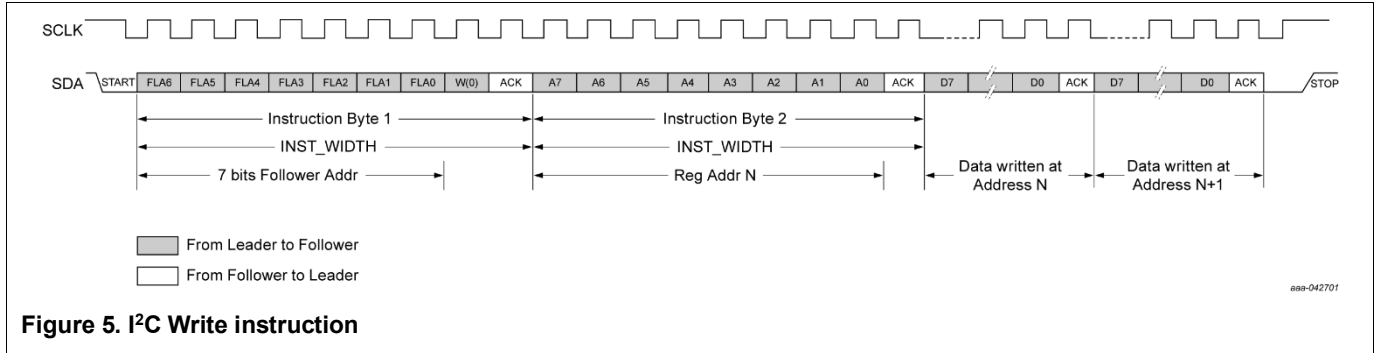 SCLK
SDA START FLA6 FLA5 FLA4 FLA3 FLA2 FLA1 FLA0 W(0) ACK A7 A6 A5 A4 A3 A2 A1 A0 ACK D7 D0 ACK D7 D0 ACK STOP
Instruction Byte 1 Instruction Byte 2
INST_WIDTH INST_WIDTH
7 bits Follower Addr Reg Addr N Data written at Address N Data written at Address N+1
From Leader to Follower
From Follower to Leader
aaa-042701
Figure 5. I²C Write instruction